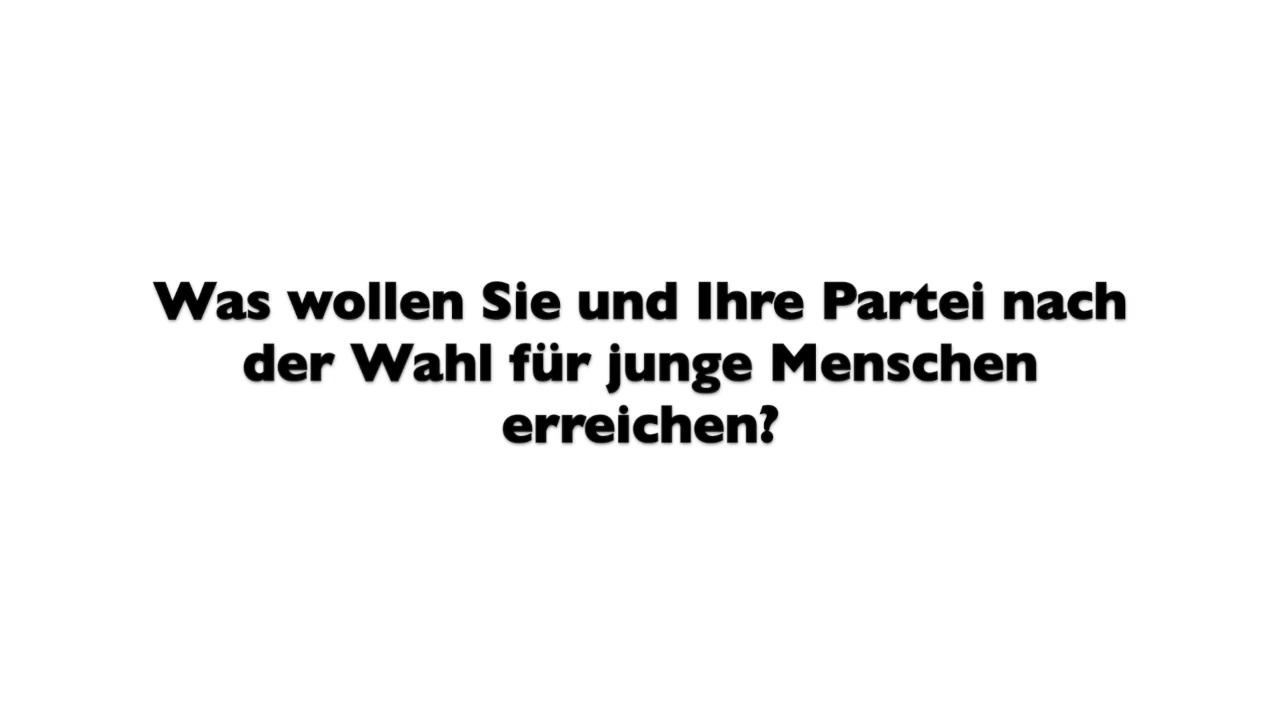 Was wollen Sie und Ihre Partei nach
der Wahl für junge Menschen
erreichen?